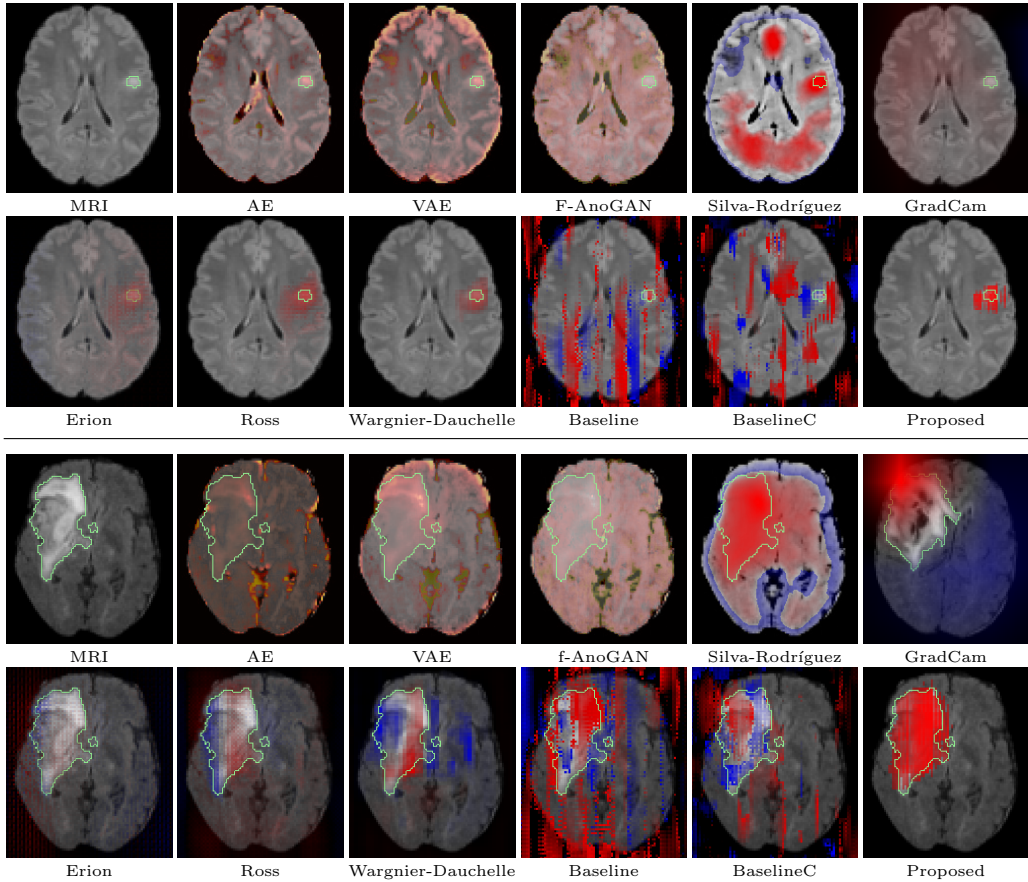 MRI AE VAE F-AnoGAN Silva-Rodríguez GradCam
Erion Ross Wargnier-Dauchelle Baseline BaselineC Proposed
MRI AE VAE f-AnoGAN Silva-Rodríguez GradCam
Erion Ross Wargnier-Dauchelle Baseline BaselineC Proposed